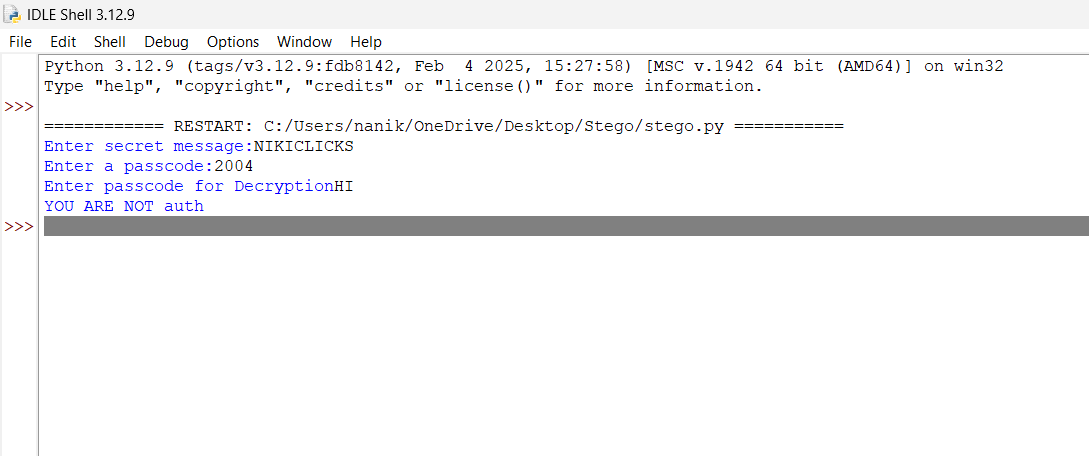 IDLE Shell 3.12.9
File Edit Shell Debug Options Window Help
Python 3.12.9 (tags/v3.12.9:fdb8142, Feb  4 2025, 15:27:58) [MSC v.1942 64 bit (AMD64)] on win32
Type "help", "copyright", "credits" or "license()" for more information.
>>>
============ RESTART: C:/Users/nanik/OneDrive/Desktop/Stego/stego.py ===========
Enter secret message:NIKICLICKS
Enter a passcode:2004
Enter passcode for DecryptionHI
YOU ARE NOT auth
>>>